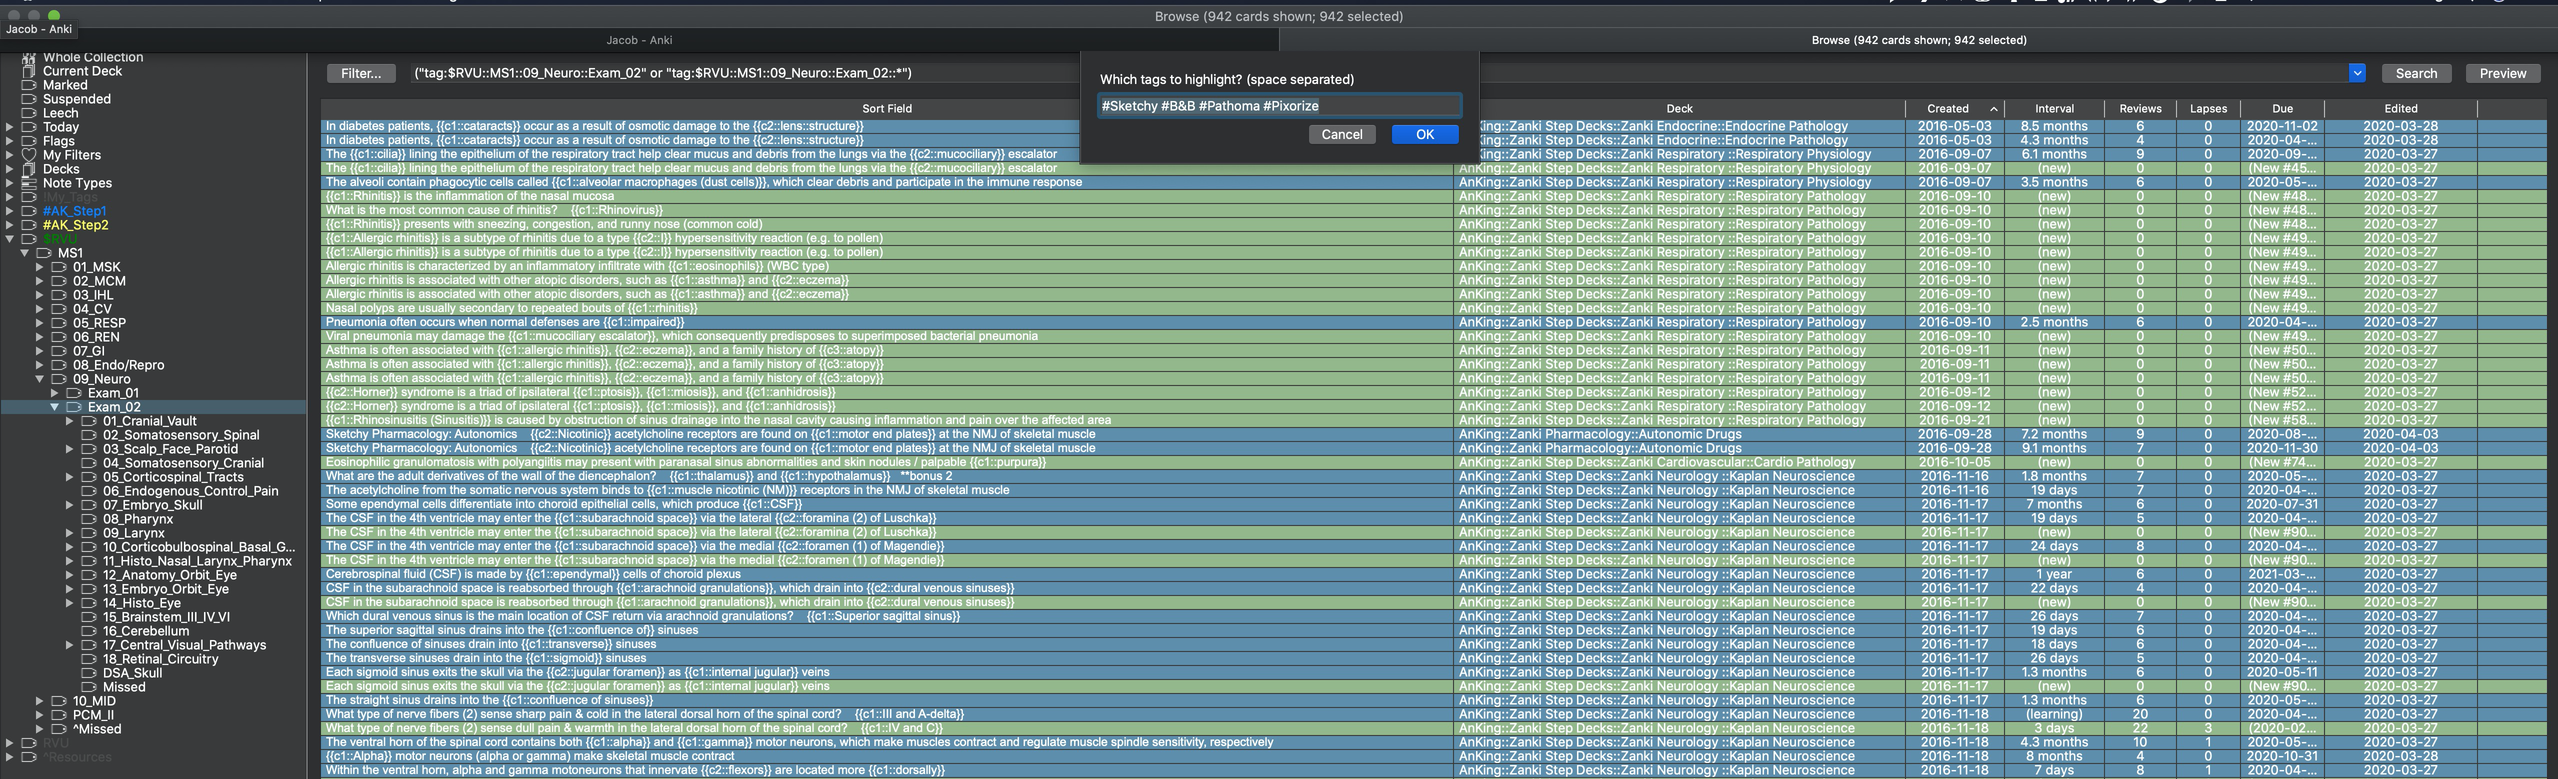 Browse (942 cards shown; 942 selected)
Jacob - Anki
Jacob - Anki
Browse (942 cards shown; 942 selected)
Whole Collection
Current Deck
Marked
Suspended
Leech
Today
Flags
My Filters
Decks
Note Types
!My_Tags
#AK_Step1
#AK_Step2
$RVU
MS1
01_MSK
02_MCM
03_IHL
04_CV
05_RESP
06_REN
07_GI
08_Endo/Repro
09_Neuro
Exam_01
Exam_02
01_Cranial_Vault
02_Somatosensory_Spinal
03_Scalp_Face_Parotid
04_Somatosensory_Cranial
05_Corticospinal_Tracts
06_Endogenous_Control_Pain
07_Embryo_Skull
08_Pharynx
09_Larynx
10_Corticobulbospinal_Basal_G...
11_Histo_Nasal_Larynx_Pharynx
12_Anatomy_Orbit_Eye
13_Embryo_Orbit_Eye
14_Histo_Eye
15_Brainstem_III_IV_VI
16_Cerebellum
17_Central_Visual_Pathways
18_Retinal_Circuitry
DSA_Skull
Missed
10_MID
PCM_II
^Missed
RVU
^Resources
Filter... ("tag:$RVU::MS1::09_Neuro::Exam_02" or "tag:$RVU::MS1::09_Neuro::Exam_02::*") Search Preview
Which tags to highlight? (space separated)
#Sketchy #B&B #Pathoma #Pixorize
Cancel OK
Sort Field Deck Created Interval Reviews Lapses Due Edited
In diabetes patients, {{c1::cataracts}} occur as a result of osmotic damage to the {{c2::lens::structure}} AnKing::Zanki Step Decks::Zanki Endocrine::Endocrine Pathology 2016-05-03 8.5 months 6 0 2020-11-02 2020-03-28
In diabetes patients, {{c1::cataracts}} occur as a result of osmotic damage to the {{c2::lens::structure}} AnKing::Zanki Step Decks::Zanki Endocrine::Endocrine Pathology 2016-05-03 4.3 months 4 0 2020-04-... 2020-03-28
The {{c1::cilia}} lining the epithelium of the respiratory tract help clear mucus and debris from the lungs via the {{c2::mucociliary}} escalator King::Zanki Step Decks::Zanki Respiratory ::Respiratory Physiology 2016-09-07 6.1 months 9 0 2020-09-... 2020-03-27
The {{c1::cilia}} lining the epithelium of the respiratory tract help clear mucus and debris from the lungs via the {{c2::mucociliary}} escalator AnKing::Zanki Step Decks::Zanki Respiratory ::Respiratory Physiology 2016-09-07 (new) 0 0 (New #45... 2020-03-27
The alveoli contain phagocytic cells called {{c1::alveolar macrophages (dust cells)}}, which clear debris and participate in the immune response AnKing::Zanki Step Decks::Zanki Respiratory ::Respiratory Physiology 2016-09-07 3.5 months 6 0 2020-05-... 2020-03-27
{{c1::Rhinitis}} is the inflammation of the nasal mucosa AnKing::Zanki Step Decks::Zanki Respiratory ::Respiratory Pathology 2016-09-10 (new) 0 0 (New #48... 2020-03-27
What is the most common cause of rhinitis? {{c1::Rhinovirus}} AnKing::Zanki Step Decks::Zanki Respiratory ::Respiratory Pathology 2016-09-10 (new) 0 0 (New #48... 2020-03-27
{{c1::Rhinitis}} presents with sneezing, congestion, and runny nose (common cold) AnKing::Zanki Step Decks::Zanki Respiratory ::Respiratory Pathology 2016-09-10 (new) 0 0 (New #48... 2020-03-27
{{c1::Allergic rhinitis}} is a subtype of rhinitis due to a type {{c2::I}} hypersensitivity reaction (e.g. to pollen) AnKing::Zanki Step Decks::Zanki Respiratory ::Respiratory Pathology 2016-09-10 (new) 0 0 (New #49... 2020-03-27
{{c1::Allergic rhinitis}} is a subtype of rhinitis due to a type {{c2::I}} hypersensitivity reaction (e.g. to pollen) AnKing::Zanki Step Decks::Zanki Respiratory ::Respiratory Pathology 2016-09-10 (new) 0 0 (New #49... 2020-03-27
Allergic rhinitis is characterized by an inflammatory infiltrate with {{c1::eosinophils}} (WBC type) AnKing::Zanki Step Decks::Zanki Respiratory ::Respiratory Pathology 2016-09-10 (new) 0 0 (New #49... 2020-03-27
Allergic rhinitis is associated with other atopic disorders, such as {{c1::asthma}} and {{c2::eczema}} AnKing::Zanki Step Decks::Zanki Respiratory ::Respiratory Pathology 2016-09-10 (new) 0 0 (New #49... 2020-03-27
Allergic rhinitis is associated with other atopic disorders, such as {{c1::asthma}} and {{c2::eczema}} AnKing::Zanki Step Decks::Zanki Respiratory ::Respiratory Pathology 2016-09-10 (new) 0 0 (New #49... 2020-03-27
Nasal polyps are usually secondary to repeated bouts of {{c1::rhinitis}} AnKing::Zanki Step Decks::Zanki Respiratory ::Respiratory Pathology 2016-09-10 (new) 0 0 (New #49... 2020-03-27
Pneumonia often occurs when normal defenses are {{c1::impaired}} AnKing::Zanki Step Decks::Zanki Respiratory ::Respiratory Pathology 2016-09-10 2.5 months 6 0 2020-04-... 2020-03-27
Viral pneumonia may damage the {{c1::mucociliary escalator}}, which consequently predisposes to superimposed bacterial pneumonia AnKing::Zanki Step Decks::Zanki Respiratory ::Respiratory Pathology 2016-09-10 (new) 0 0 (New #49... 2020-03-27
Asthma is often associated with {{c1::allergic rhinitis}}, {{c2::eczema}}, and a family history of {{c3::atopy}} AnKing::Zanki Step Decks::Zanki Respiratory ::Respiratory Pathology 2016-09-11 (new) 0 0 (New #50... 2020-03-27
Asthma is often associated with {{c1::allergic rhinitis}}, {{c2::eczema}}, and a family history of {{c3::atopy}} AnKing::Zanki Step Decks::Zanki Respiratory ::Respiratory Pathology 2016-09-11 (new) 0 0 (New #50... 2020-03-27
Asthma is often associated with {{c1::allergic rhinitis}}, {{c2::eczema}}, and a family history of {{c3::atopy}} AnKing::Zanki Step Decks::Zanki Respiratory ::Respiratory Pathology 2016-09-11 (new) 0 0 (New #50... 2020-03-27
{{c2::Horner}} syndrome is a triad of ipsilateral {{c1::ptosis}}, {{c1::miosis}}, and {{c1::anhidrosis}} AnKing::Zanki Step Decks::Zanki Respiratory ::Respiratory Pathology 2016-09-12 (new) 0 0 (New #52... 2020-03-27
{{c2::Horner}} syndrome is a triad of ipsilateral {{c1::ptosis}}, {{c1::miosis}}, and {{c1::anhidrosis}} AnKing::Zanki Step Decks::Zanki Respiratory ::Respiratory Pathology 2016-09-12 (new) 0 0 (New #52... 2020-03-27
{{c1::Rhinosinusitis (Sinusitis)}} is caused by obstruction of sinus drainage into the nasal cavity causing inflammation and pain over the affected area AnKing::Zanki Step Decks::Zanki Respiratory ::Respiratory Pathology 2016-09-21 (new) 0 0 (New #58... 2020-03-27
Sketchy Pharmacology: Autonomics {{c2::Nicotinic}} acetylcholine receptors are found on {{c1::motor end plates}} at the NMJ of skeletal muscle AnKing::Zanki Pharmacology::Autonomic Drugs 2016-09-28 7.2 months 9 0 2020-08-... 2020-04-03
Sketchy Pharmacology: Autonomics {{c2::Nicotinic}} acetylcholine receptors are found on {{c1::motor end plates}} at the NMJ of skeletal muscle AnKing::Zanki Pharmacology::Autonomic Drugs 2016-09-28 9.1 months 7 0 2020-11-30 2020-04-03
Eosinophilic granulomatosis with polyangiitis may present with paranasal sinus abnormalities and skin nodules / palpable {{c1::purpura}} AnKing::Zanki Step Decks::Zanki Cardiovascular::Cardio Pathology 2016-10-05 (new) 0 0 (New #74... 2020-03-27
What are the adult derivatives of the wall of the diencephalon? {{c1::thalamus}} and {{c1::hypothalamus}} **bonus 2 AnKing::Zanki Step Decks::Zanki Neurology ::Kaplan Neuroscience 2016-11-16 1.8 months 7 0 2020-05-... 2020-03-27
The acetylcholine from the somatic nervous system binds to {{c1::muscle nicotinic (NM)}} receptors in the NMJ of skeletal muscle AnKing::Zanki Step Decks::Zanki Neurology ::Kaplan Neuroscience 2016-11-16 19 days 7 0 2020-04-... 2020-03-27
Some ependymal cells differentiate into choroid epithelial cells, which produce {{c1::CSF}} AnKing::Zanki Step Decks::Zanki Neurology ::Kaplan Neuroscience 2016-11-17 7 months 6 0 2020-07-31 2020-03-27
The CSF in the 4th ventricle may enter the {{c1::subarachnoid space}} via the lateral {{c2::foramina (2) of Luschka}} AnKing::Zanki Step Decks::Zanki Neurology ::Kaplan Neuroscience 2016-11-17 19 days 5 0 2020-04-... 2020-03-27
The CSF in the 4th ventricle may enter the {{c1::subarachnoid space}} via the lateral {{c2::foramina (2) of Luschka}} AnKing::Zanki Step Decks::Zanki Neurology ::Kaplan Neuroscience 2016-11-17 (new) 0 0 (New #90... 2020-03-27
The CSF in the 4th ventricle may enter the {{c1::subarachnoid space}} via the medial {{c2::foramen (1) of Magendie}} AnKing::Zanki Step Decks::Zanki Neurology ::Kaplan Neuroscience 2016-11-17 24 days 8 0 2020-04-... 2020-03-27
The CSF in the 4th ventricle may enter the {{c1::subarachnoid space}} via the medial {{c2::foramen (1) of Magendie}} AnKing::Zanki Step Decks::Zanki Neurology ::Kaplan Neuroscience 2016-11-17 (new) 0 0 (New #90... 2020-03-27
Cerebrospinal fluid (CSF) is made by {{c1::ependymal}} cells of choroid plexus AnKing::Zanki Step Decks::Zanki Neurology ::Kaplan Neuroscience 2016-11-17 1 year 6 0 2021-03-... 2020-03-27
CSF in the subarachnoid space is reabsorbed through {{c1::arachnoid granulations}}, which drain into {{c2::dural venous sinuses}} AnKing::Zanki Step Decks::Zanki Neurology ::Kaplan Neuroscience 2016-11-17 22 days 4 0 2020-04-... 2020-03-27
CSF in the subarachnoid space is reabsorbed through {{c1::arachnoid granulations}}, which drain into {{c2::dural venous sinuses}} AnKing::Zanki Step Decks::Zanki Neurology ::Kaplan Neuroscience 2016-11-17 (new) 0 0 (New #90... 2020-03-27
Which dural venous sinus is the main location of CSF return via arachnoid granulations? {{c1::Superior sagittal sinus}} AnKing::Zanki Step Decks::Zanki Neurology ::Kaplan Neuroscience 2016-11-17 26 days 7 0 2020-04-... 2020-03-27
The superior sagittal sinus drains into the {{c1::confluence of}} sinuses AnKing::Zanki Step Decks::Zanki Neurology ::Kaplan Neuroscience 2016-11-17 19 days 6 0 2020-04-... 2020-03-27
The confluence of sinuses drain into {{c1::transverse}} sinuses AnKing::Zanki Step Decks::Zanki Neurology ::Kaplan Neuroscience 2016-11-17 18 days 6 0 2020-04-... 2020-03-27
The transverse sinuses drain into the {{c1::sigmoid}} sinuses AnKing::Zanki Step Decks::Zanki Neurology ::Kaplan Neuroscience 2016-11-17 26 days 5 0 2020-04-... 2020-03-27
Each sigmoid sinus exits the skull via the {{c2::jugular foramen}} as {{c1::internal jugular}} veins AnKing::Zanki Step Decks::Zanki Neurology ::Kaplan Neuroscience 2016-11-17 1.3 months 6 0 2020-05-11 2020-03-27
Each sigmoid sinus exits the skull via the {{c2::jugular foramen}} as {{c1::internal jugular}} veins AnKing::Zanki Step Decks::Zanki Neurology ::Kaplan Neuroscience 2016-11-17 (new) 0 0 (New #90... 2020-03-27
The straight sinus drains into the {{c1::confluence of sinuses}} AnKing::Zanki Step Decks::Zanki Neurology ::Kaplan Neuroscience 2016-11-17 1.3 months 6 0 2020-05-... 2020-03-27
What type of nerve fibers (2) sense sharp pain & cold in the lateral dorsal horn of the spinal cord? {{c1::III and A-delta}} AnKing::Zanki Step Decks::Zanki Neurology ::Kaplan Neuroscience 2016-11-18 (learning) 20 0 2020-04-... 2020-03-27
What type of nerve fibers (2) sense dull pain & warmth in the lateral dorsal horn of the spinal cord? {{c1::IV and C}} AnKing::Zanki Step Decks::Zanki Neurology ::Kaplan Neuroscience 2016-11-18 3 days 22 3 (2020-02... 2020-03-27
The ventral horn of the spinal cord contains both {{c1::alpha}} and {{c1::gamma}} motor neurons, which make muscles contract and regulate muscle spindle sensitivity, respectively AnKing::Zanki Step Decks::Zanki Neurology ::Kaplan Neuroscience 2016-11-18 4.3 months 10 1 2020-05-... 2020-03-27
{{c1::Alpha}} motor neurons (alpha or gamma) make skeletal muscle contract AnKing::Zanki Step Decks::Zanki Neurology ::Kaplan Neuroscience 2016-11-18 8 months 4 0 2020-10-31 2020-03-27
Within the ventral horn, alpha and gamma motoneurons that innervate {{c2::flexors}} are located more {{c1::dorsally}} AnKing::Zanki Step Decks::Zanki Neurology ::Kaplan Neuroscience 2016-11-18 7 days 8 1 2020-04-... 2020-03-27